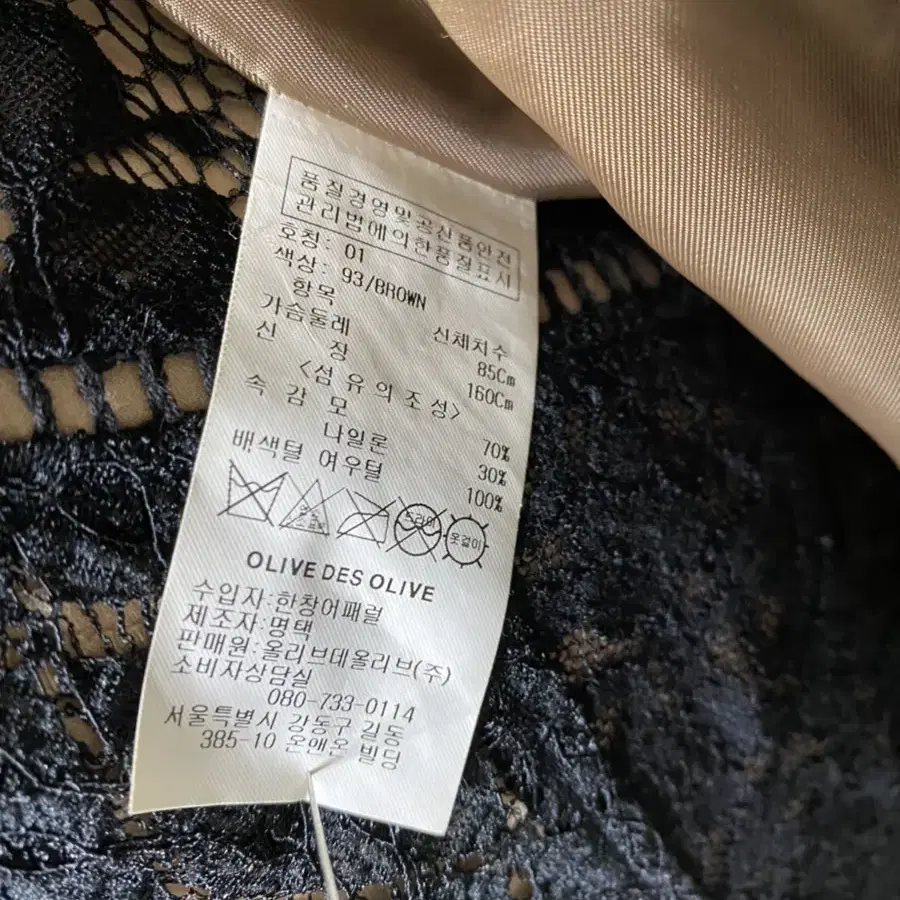 품질경영및공산품안전
관리법에의한품질표시
호칭: 01
색상: 93/BROWN
항목 신체치수
가슴둘레 85Cm
신 장 160Cm
<섬유의조성>
속 감 모 70%
나일론 30%
배색털 여우털 100%
드라이 옷걸이
OLIVE DES OLIVE
수입자:한창어패럴
제조자:명택
판매원:올리브데올리브(주)
소비자상담실
080-733-0114
서울특별시 강동구 길동
385-10 온앤온 빌딩